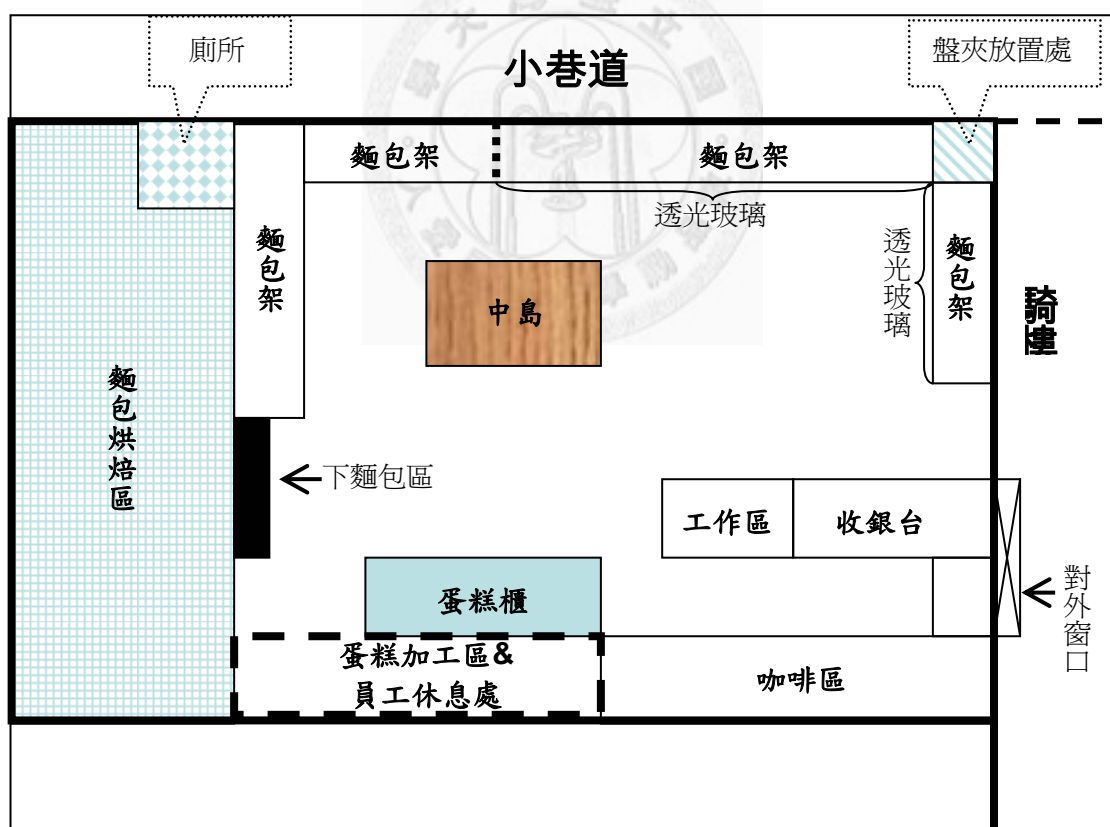 廁所
小巷道
盤夾放置處
麵包架
麵包架
透光玻璃
麵包架
透光玻璃
麵包架
騎樓
中島
麵包烘焙區
下麵包區
工作區
收銀台
蛋糕櫃
對外窗口
蛋糕加工區&
員工休息處
咖啡區